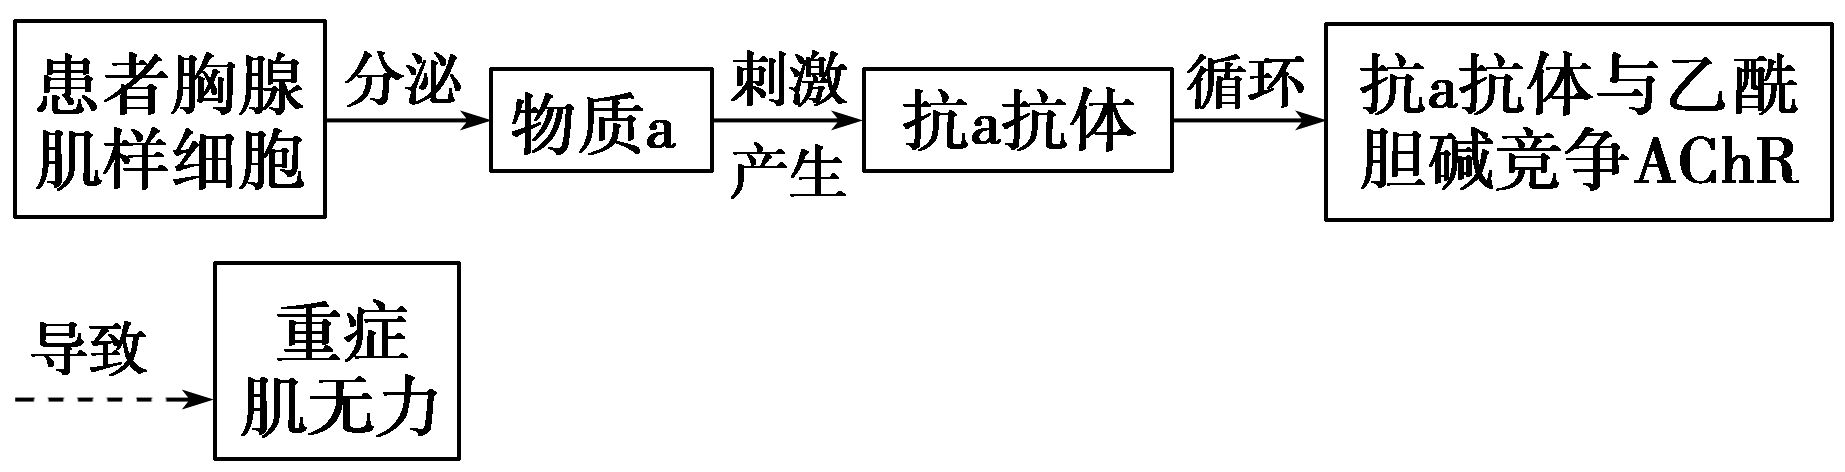 患者胸腺
肌样细胞
分泌
物质a
刺激
产生
抗a抗体
循环
抗a抗体与乙酰
胆碱竞争AChR
导致
重症
肌无力